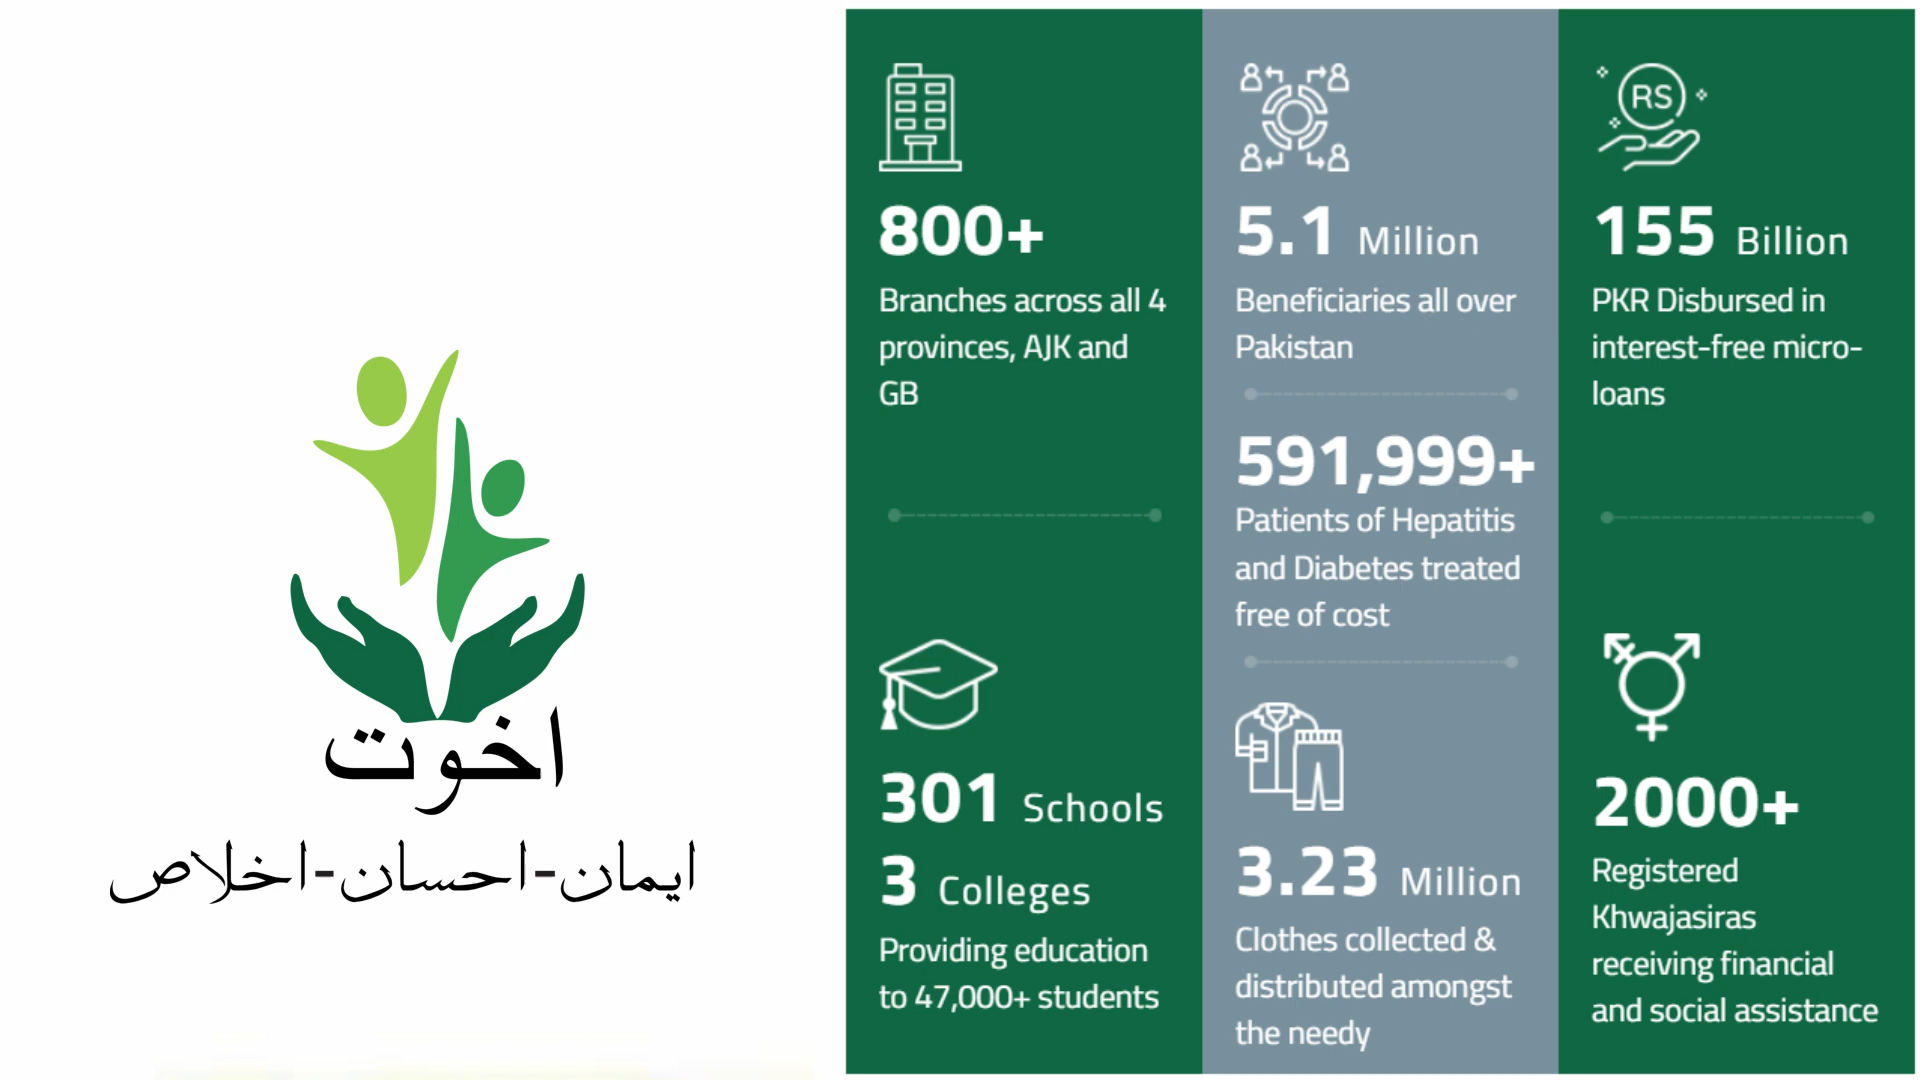 اخوت
ایمان-احسان-اخلاص
800+
Branches across all 4
provinces, AJK and
GB
301 Schools
3 Colleges
Providing education
to 47,000+ students
5.1 Million
Beneficiaries all over
Pakistan
591,999+
Patients of Hepatitis
and Diabetes treated
free of cost
3.23 Million
Clothes collected &
distributed amongst
the needy
RS
155 Billion
PKR Disbursed in
interest-free micro-
loans
2000+
Registered
Khwajasiras
receiving financial
and social assistance